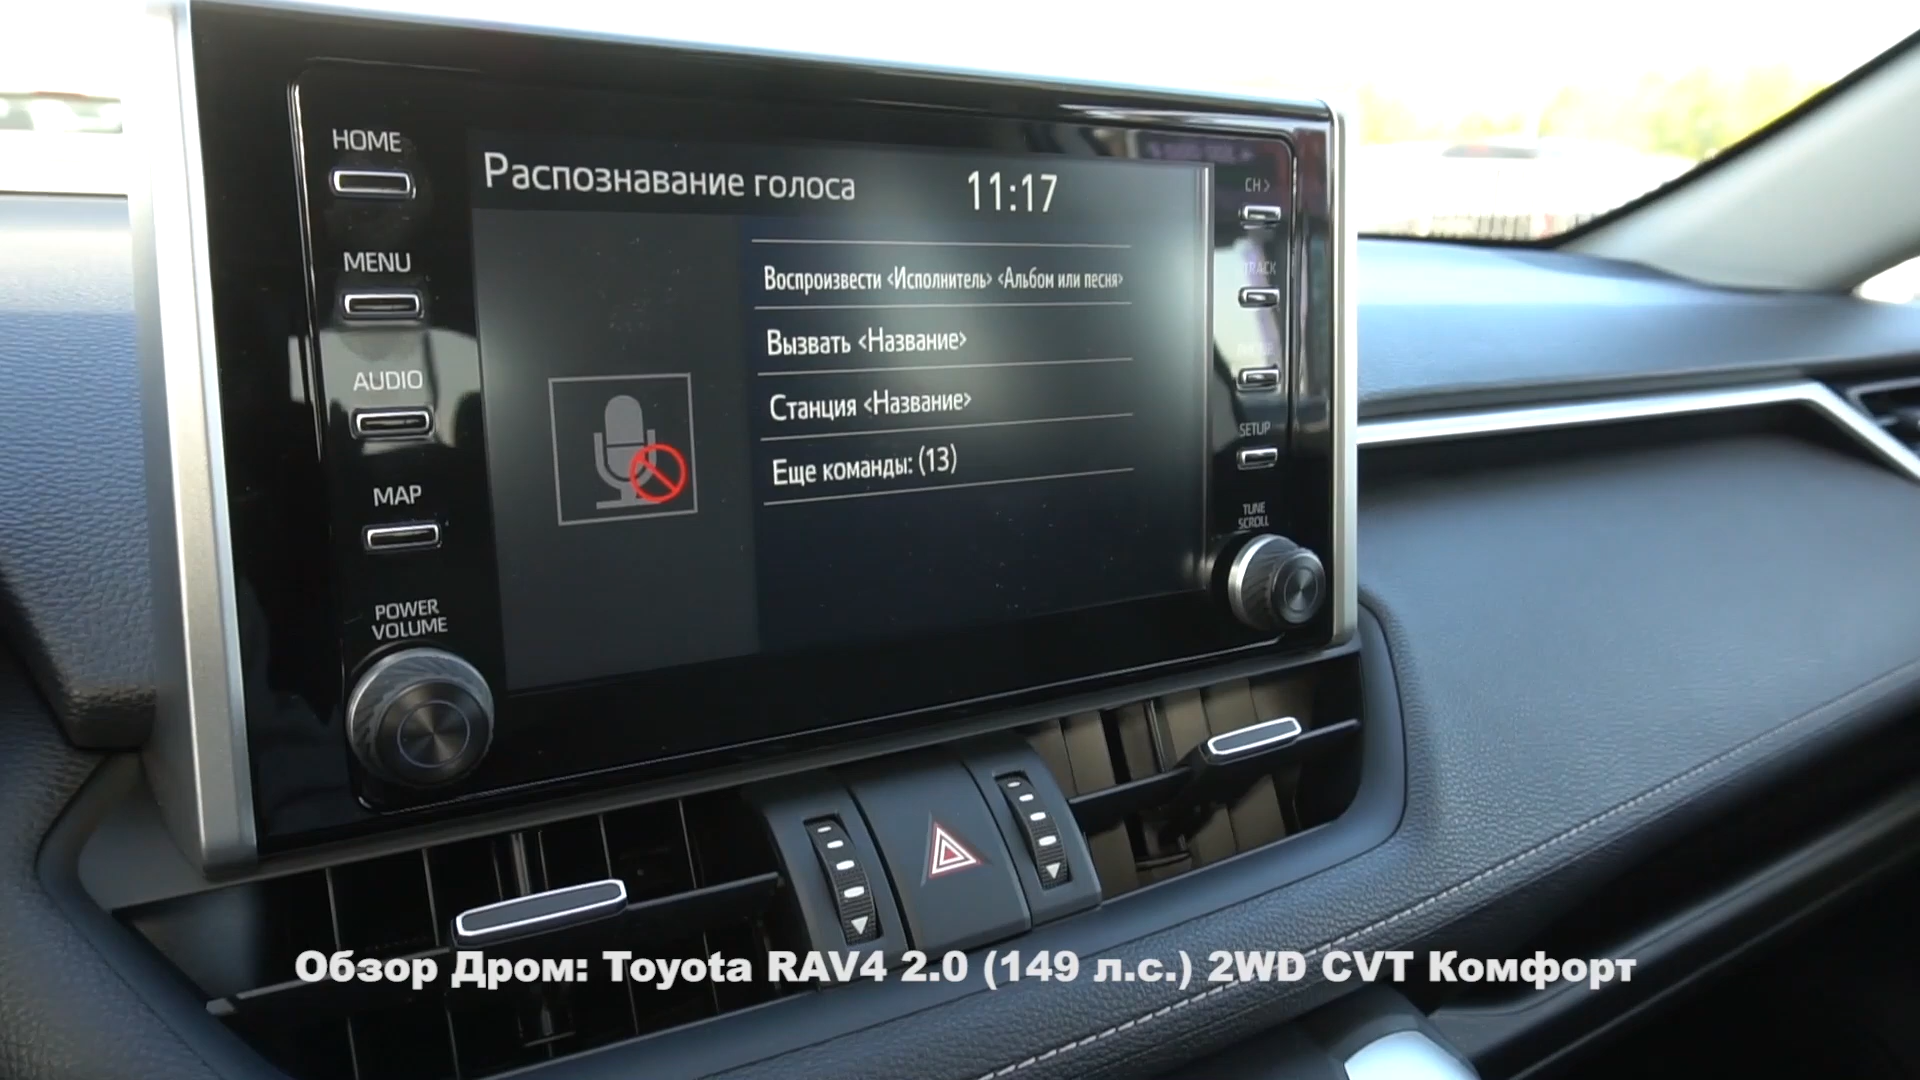 HOME
MENU
AUDIO
MAP
POWER
VOLUME
Распознавание голоса
11:17
Воспроизвести <Исполнитель> <Альбом или песня>
Вызвать <Название>
Станция <Название>
Еще команды: (13)
CH >
TRACK
SETUP
TUNE
SCROLL
Обзор Дром: Toyota RAV4 2.0 (149 л.с.) 2WD CVT Комфорт